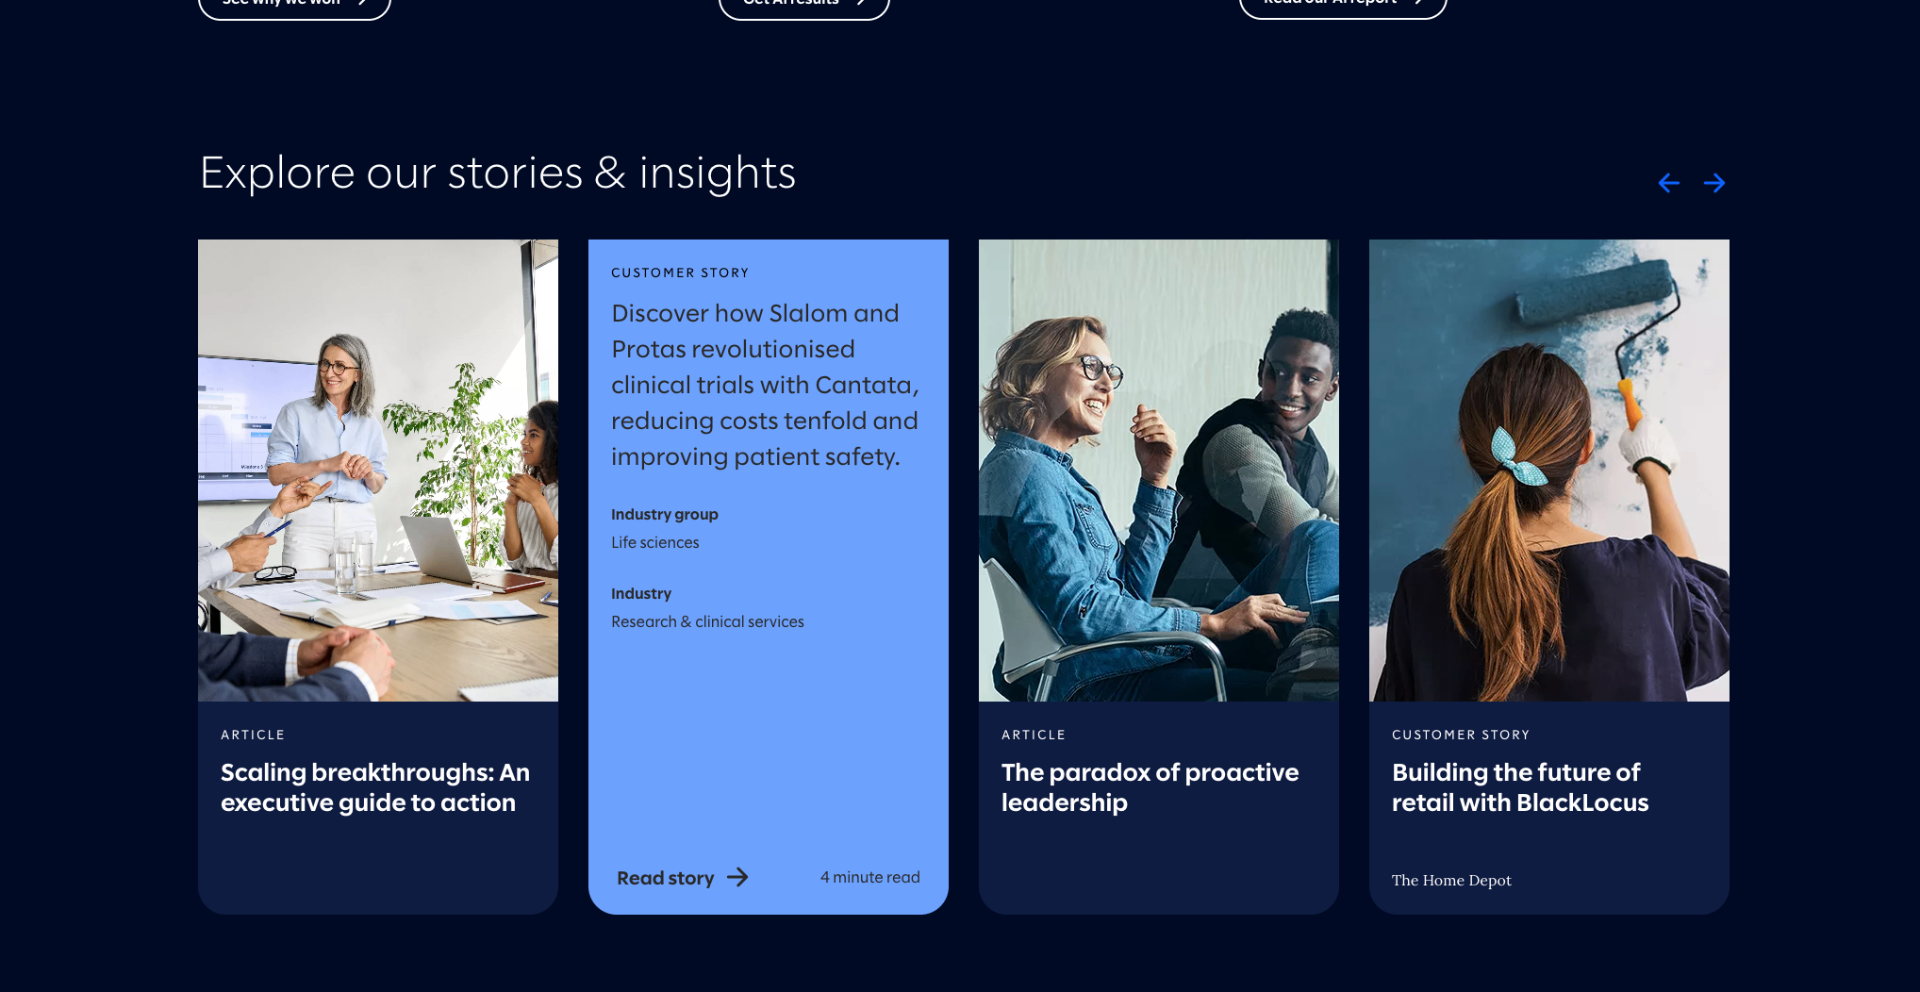 See why we won
Get AI results
Read our AI report
Explore our stories & insights
ARTICLE
Scaling breakthroughs: An
executive guide to action
CUSTOMER STORY
Discover how Slalom and
Protas revolutionised
clinical trials with Cantata,
reducing costs tenfold and
improving patient safety.
Industry group
Life sciences
Industry
Research & clinical services
Read story
4 minute read
ARTICLE
The paradox of proactive
leadership
CUSTOMER STORY
Building the future of
retail with BlackLocus
The Home Depot